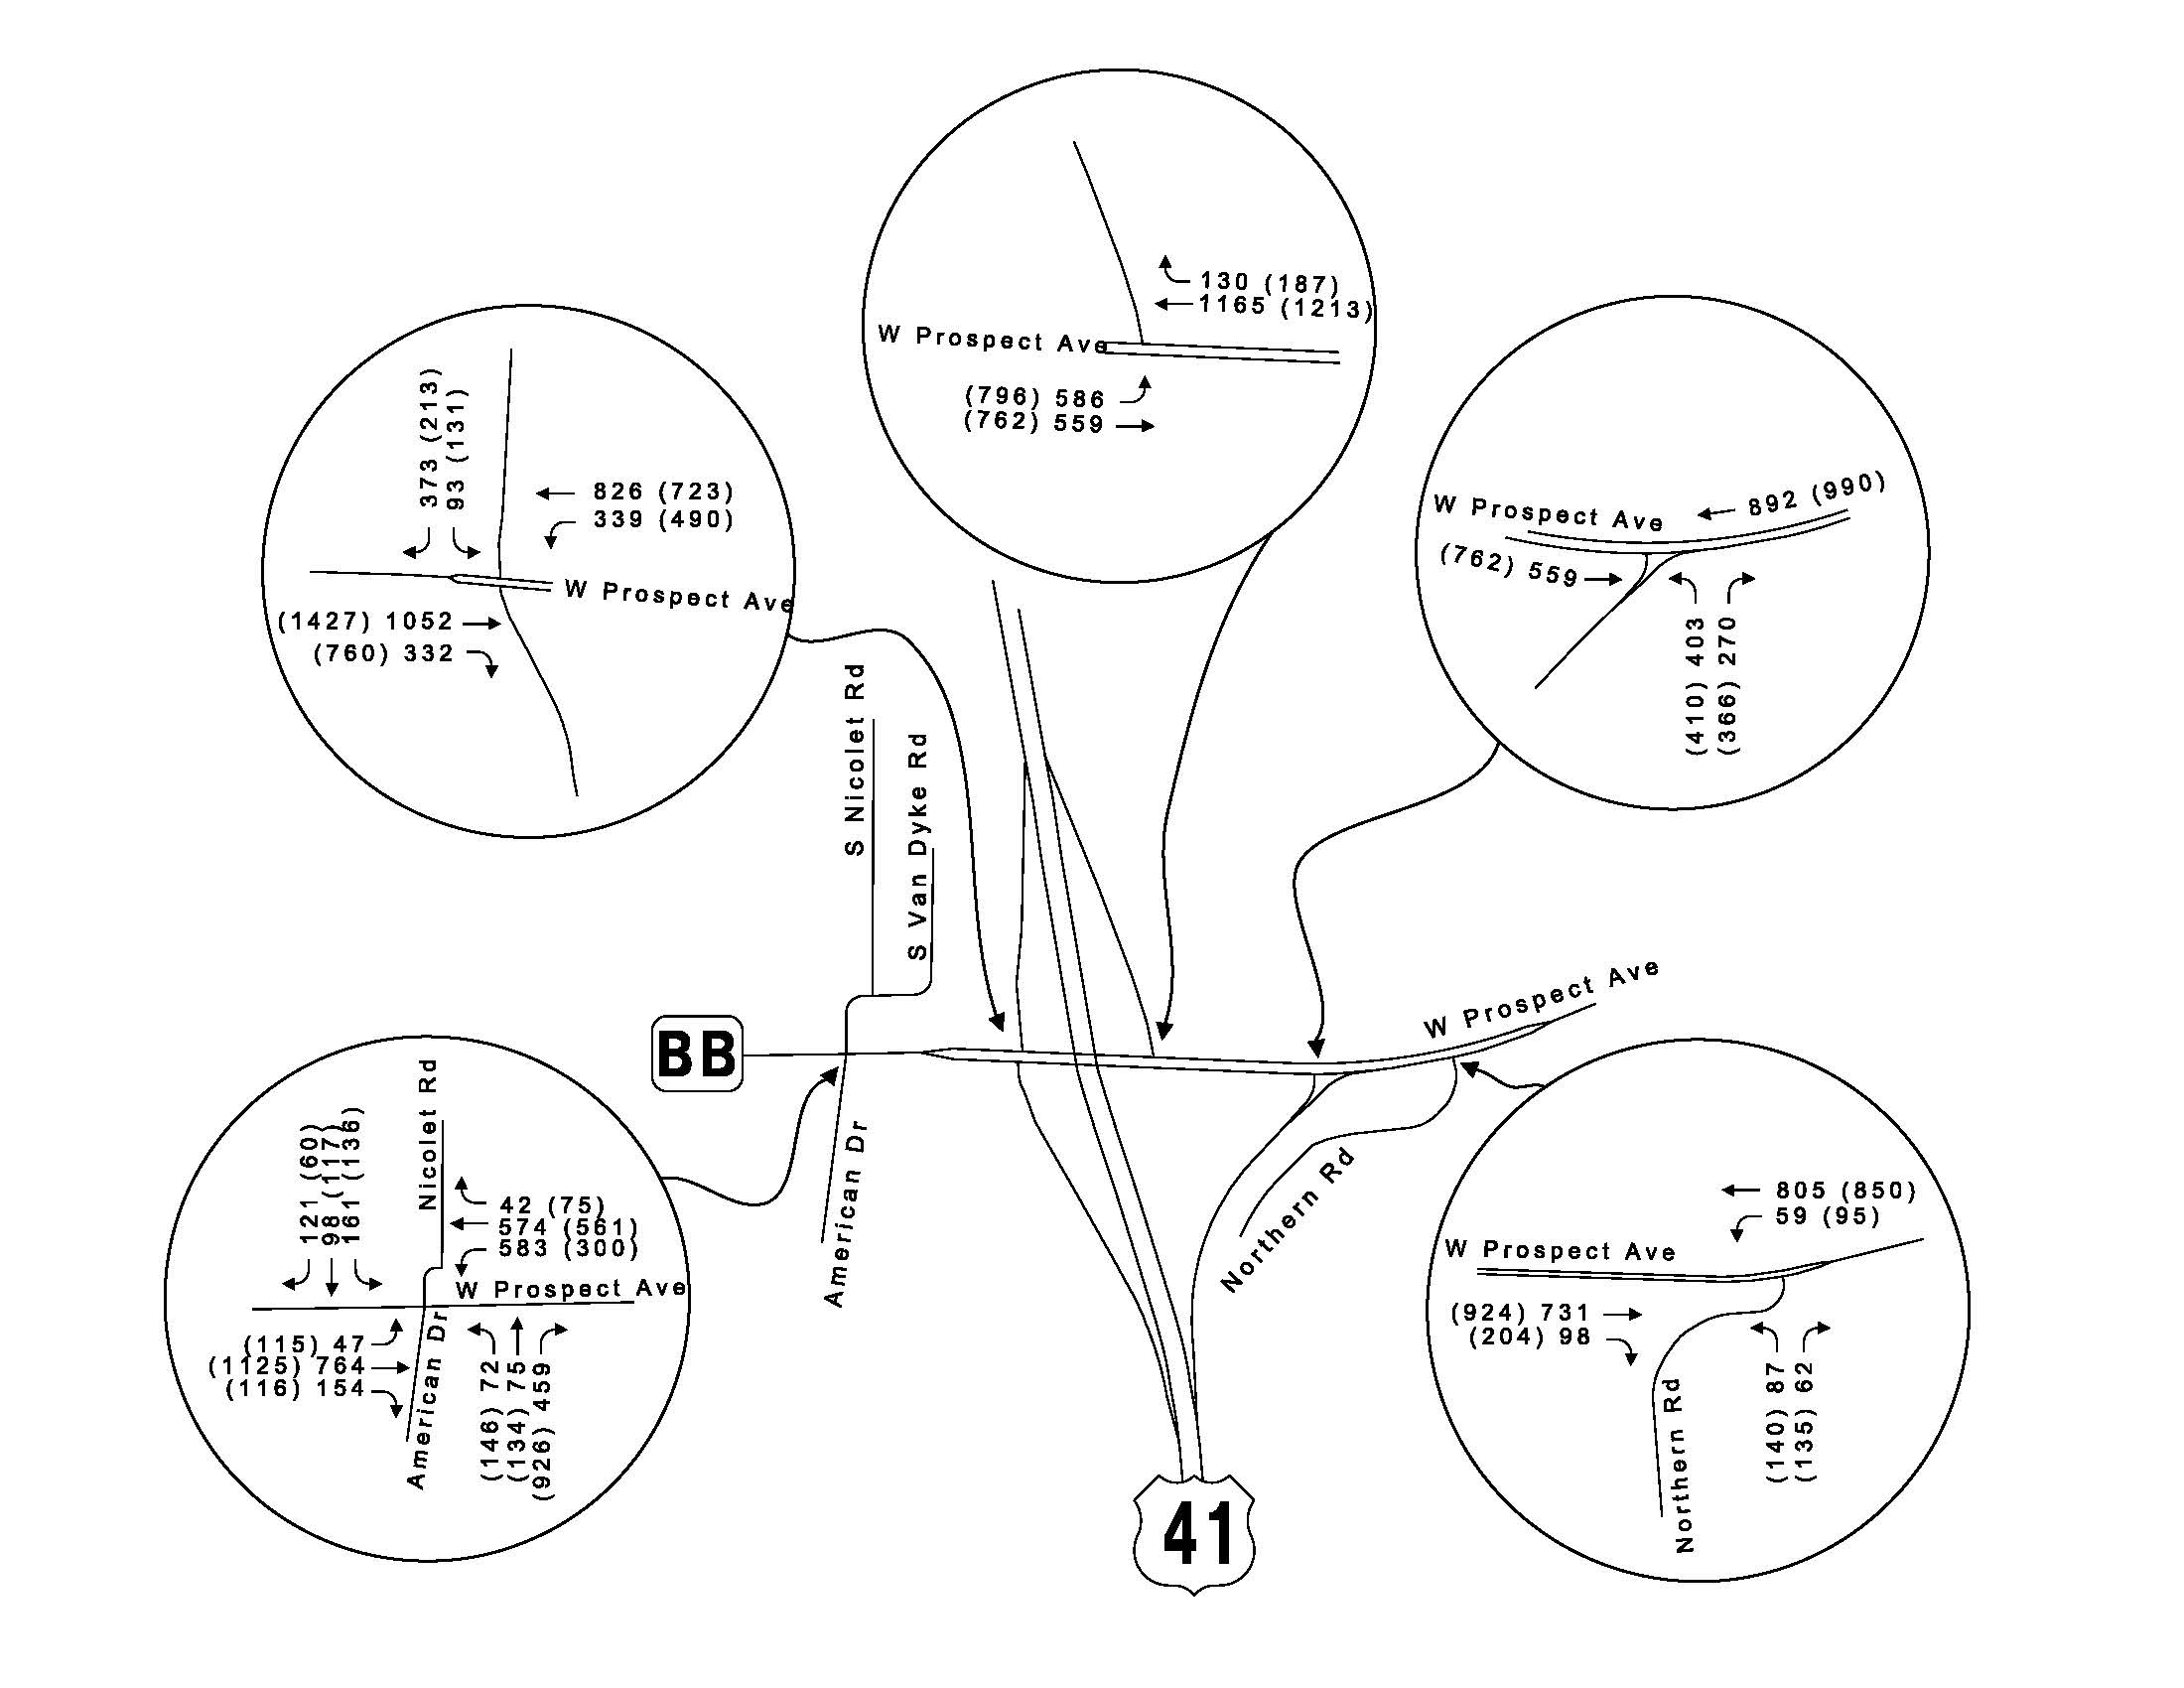 130 (187)
1165 (1213)
W Prospect Ave
(796) 586
(762) 559
373 (213)
93 (131)
826 (723)
339 (490)
W Prospect Ave
(1427) 1052
(760) 332
892 (990)
W Prospect Ave
(762) 559
(410) 403
(366) 270
S Nicolet Rd
S Van Dyke Rd
BB
American Dr
W Prospect Ave
Northern Rd
41
121 (60)
98 (117)
161 (136)
Nicolet Rd
42 (75)
574 (561)
583 (300)
W Prospect Ave
(115) 47
(1125) 764
(116) 154
American Dr
(146) 72
(134) 75
(926) 459
805 (850)
59 (95)
W Prospect Ave
(924) 731
(204) 98
Northern Rd
(140) 87
(135) 62